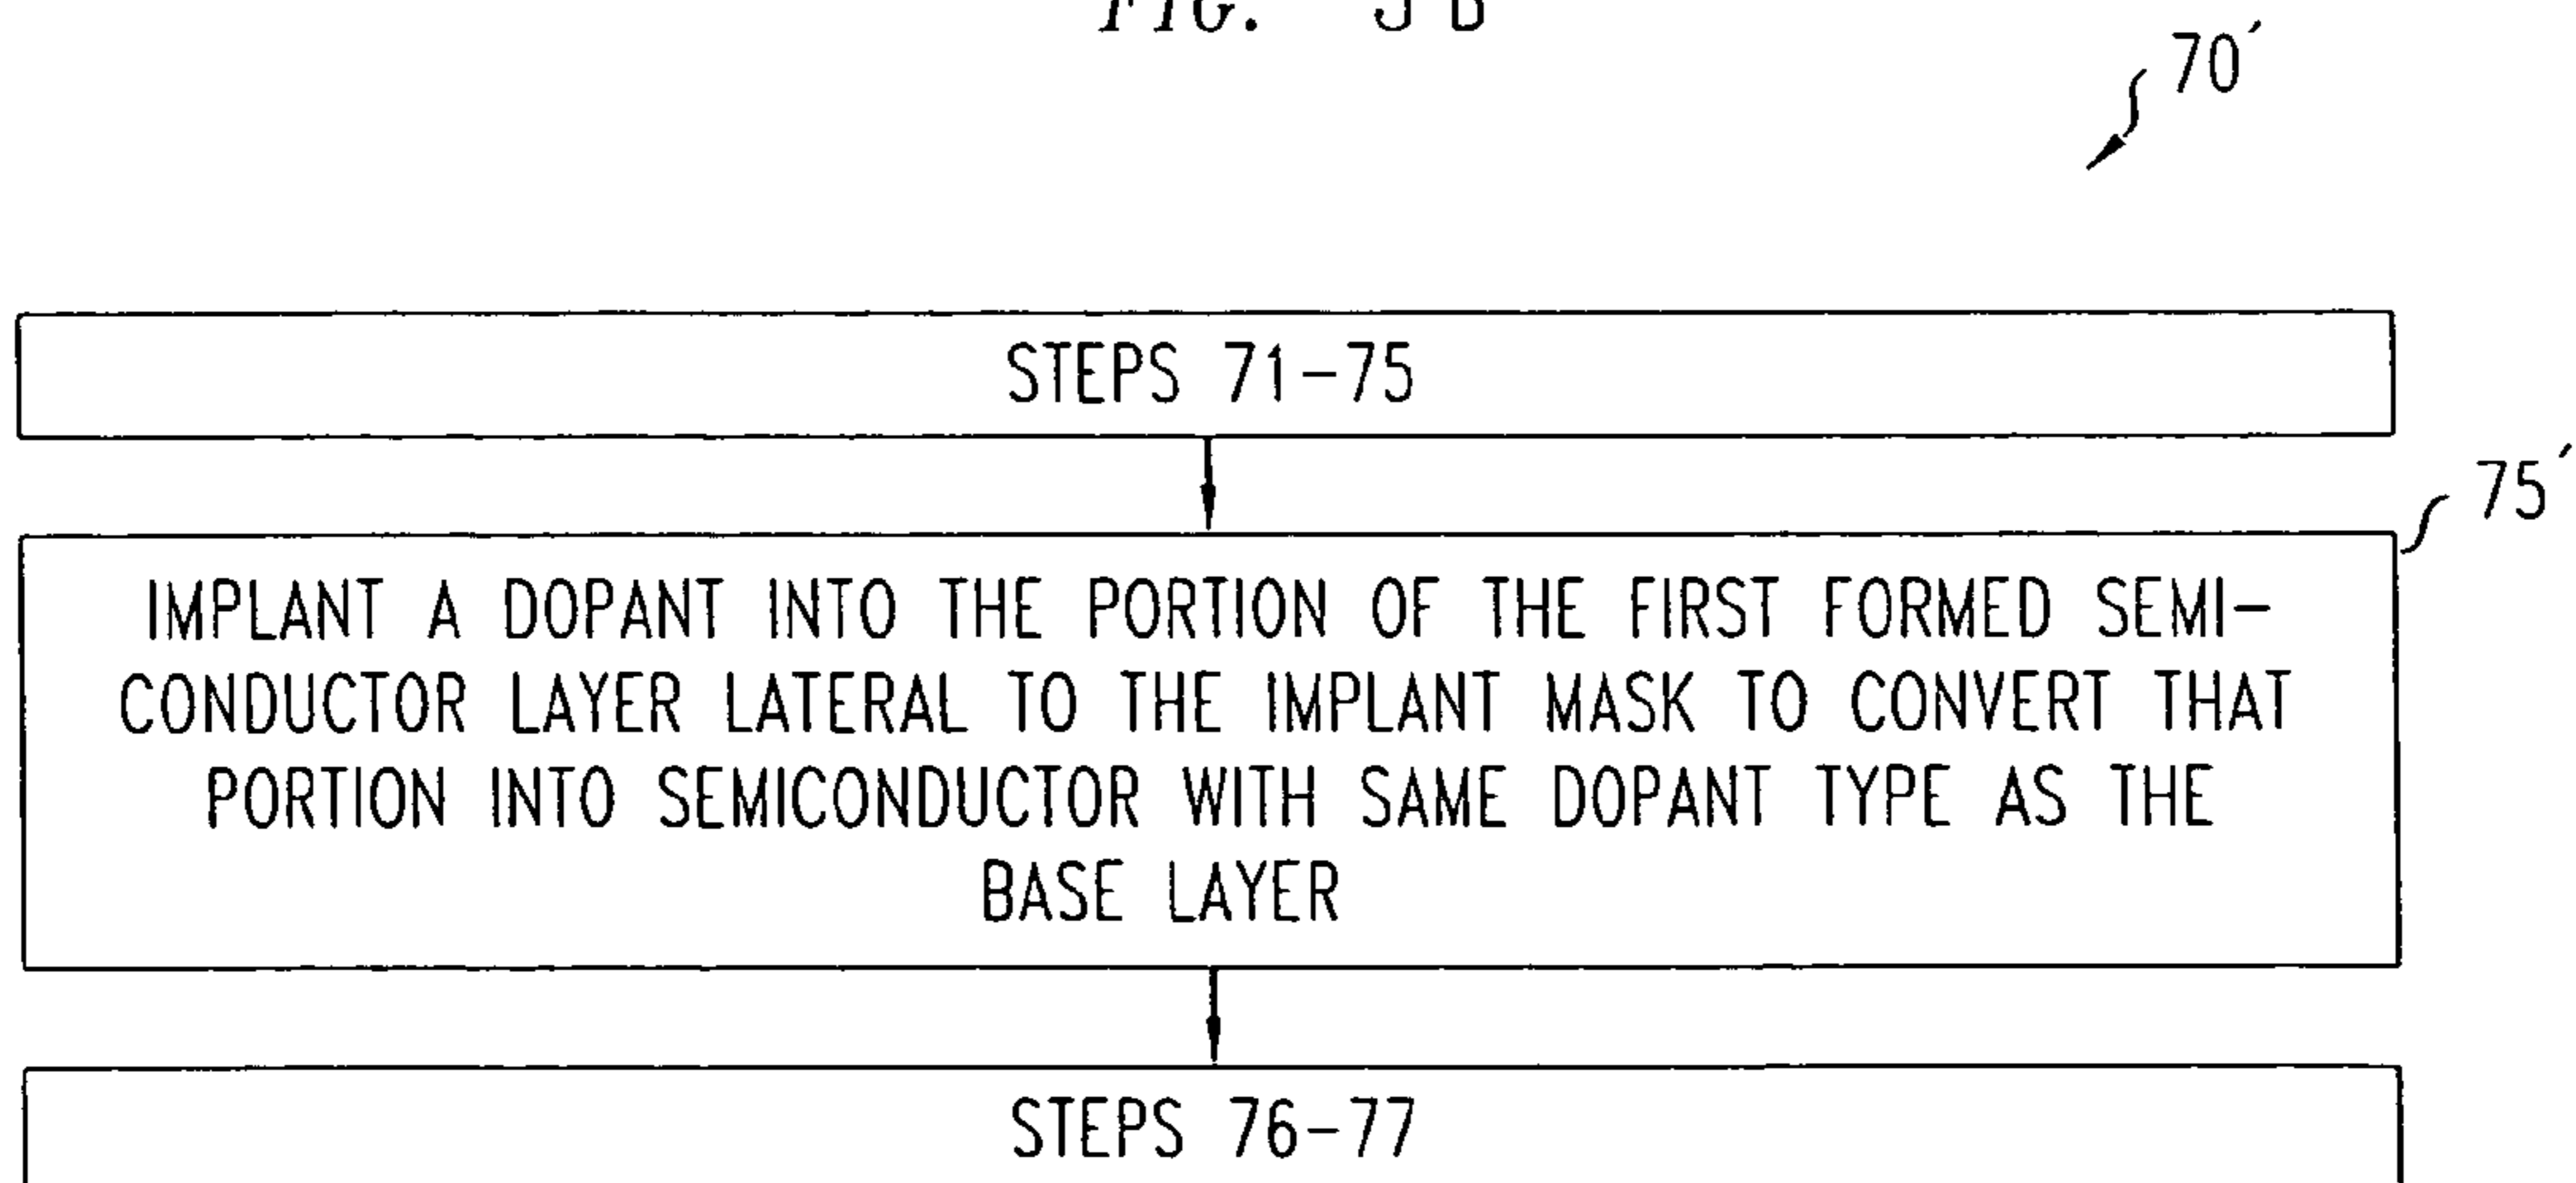 FIG.
70′
STEPS 71-75
75′
IMPLANT A DOPANT INTO THE PORTION OF THE FIRST FORMED SEMI-
CONDUCTOR LAYER LATERAL TO THE IMPLANT MASK TO CONVERT THAT
PORTION INTO SEMICONDUCTOR WITH SAME DOPANT TYPE AS THE
BASE LAYER
STEPS 76-77